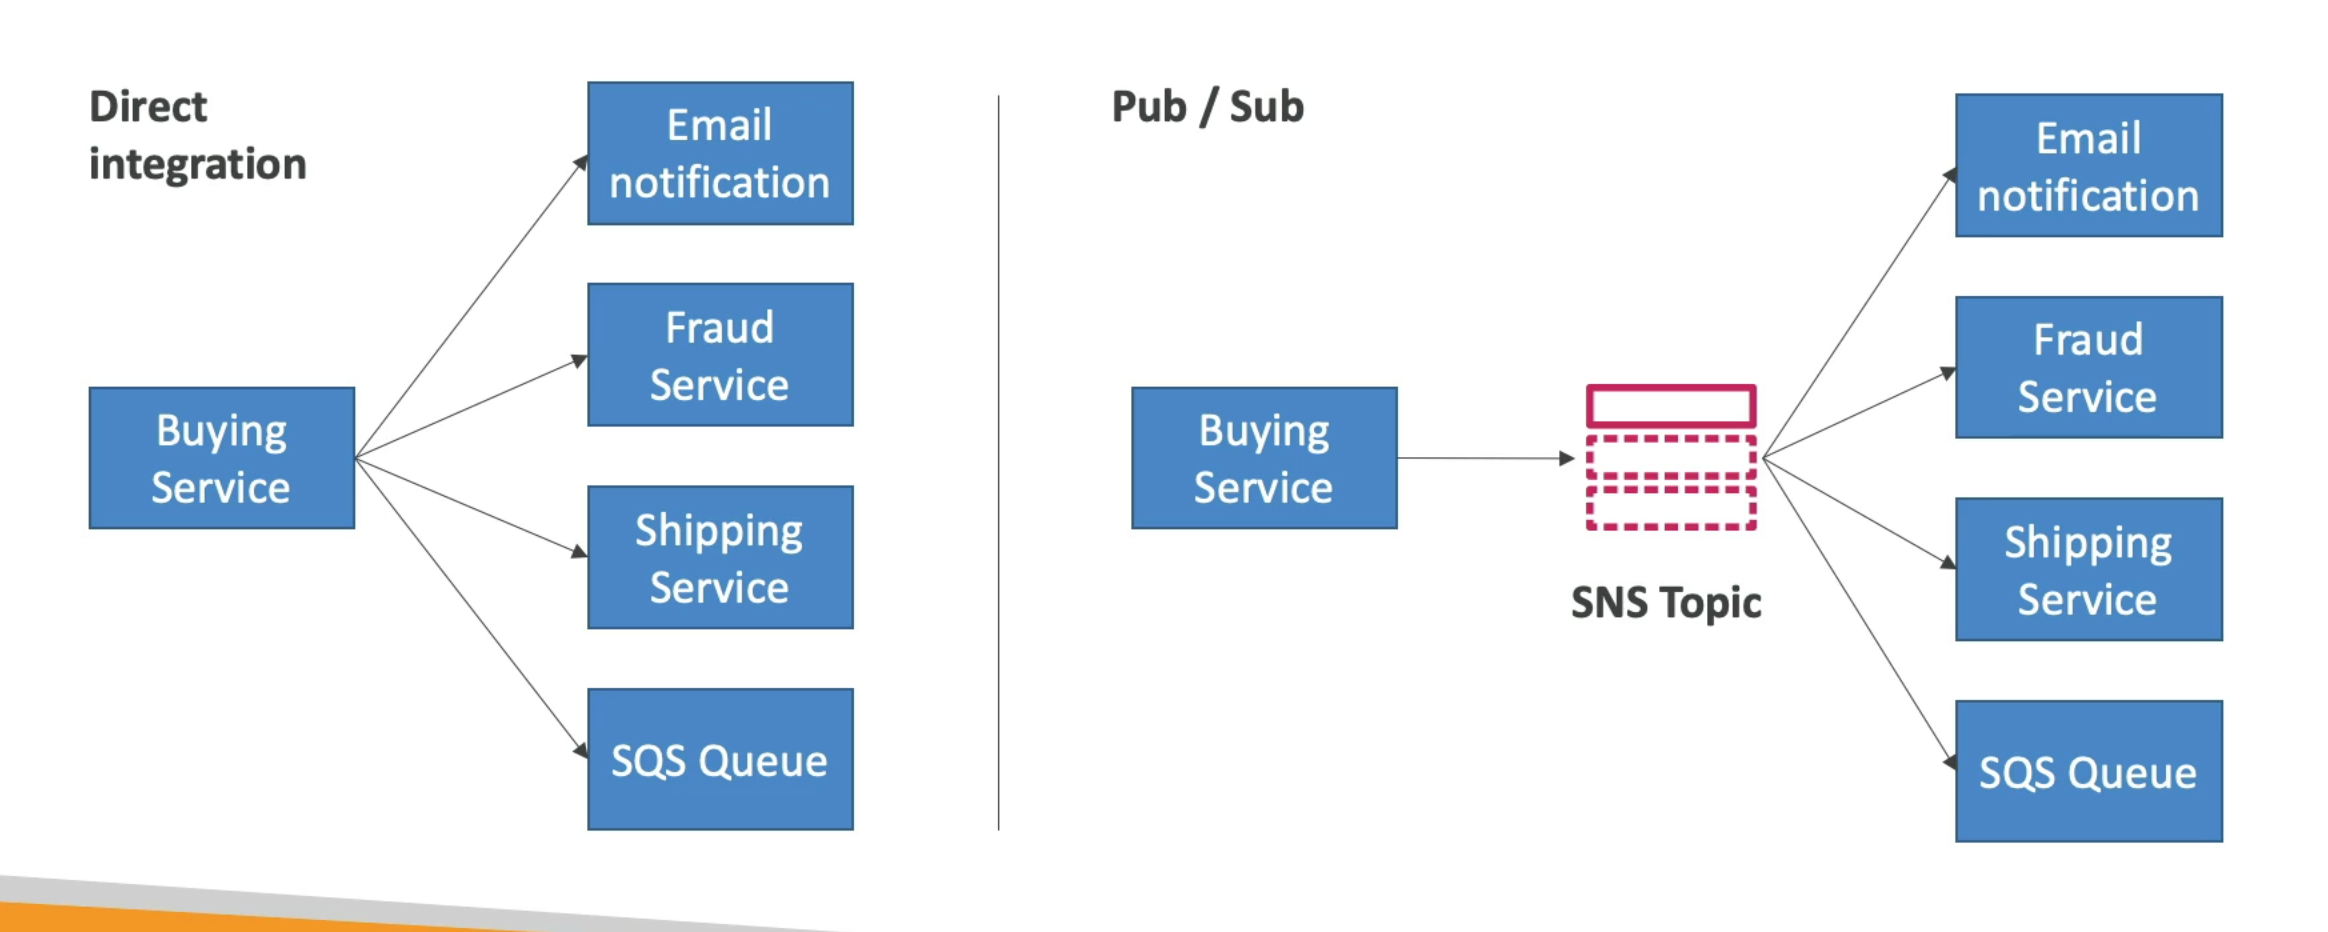 Direct
integration
Email
notification
Fraud
Service
Buying
Service
Shipping
Service
SQS Queue
Pub / Sub
Buying
Service
SNS Topic
Email
notification
Fraud
Service
Shipping
Service
SQS Queue